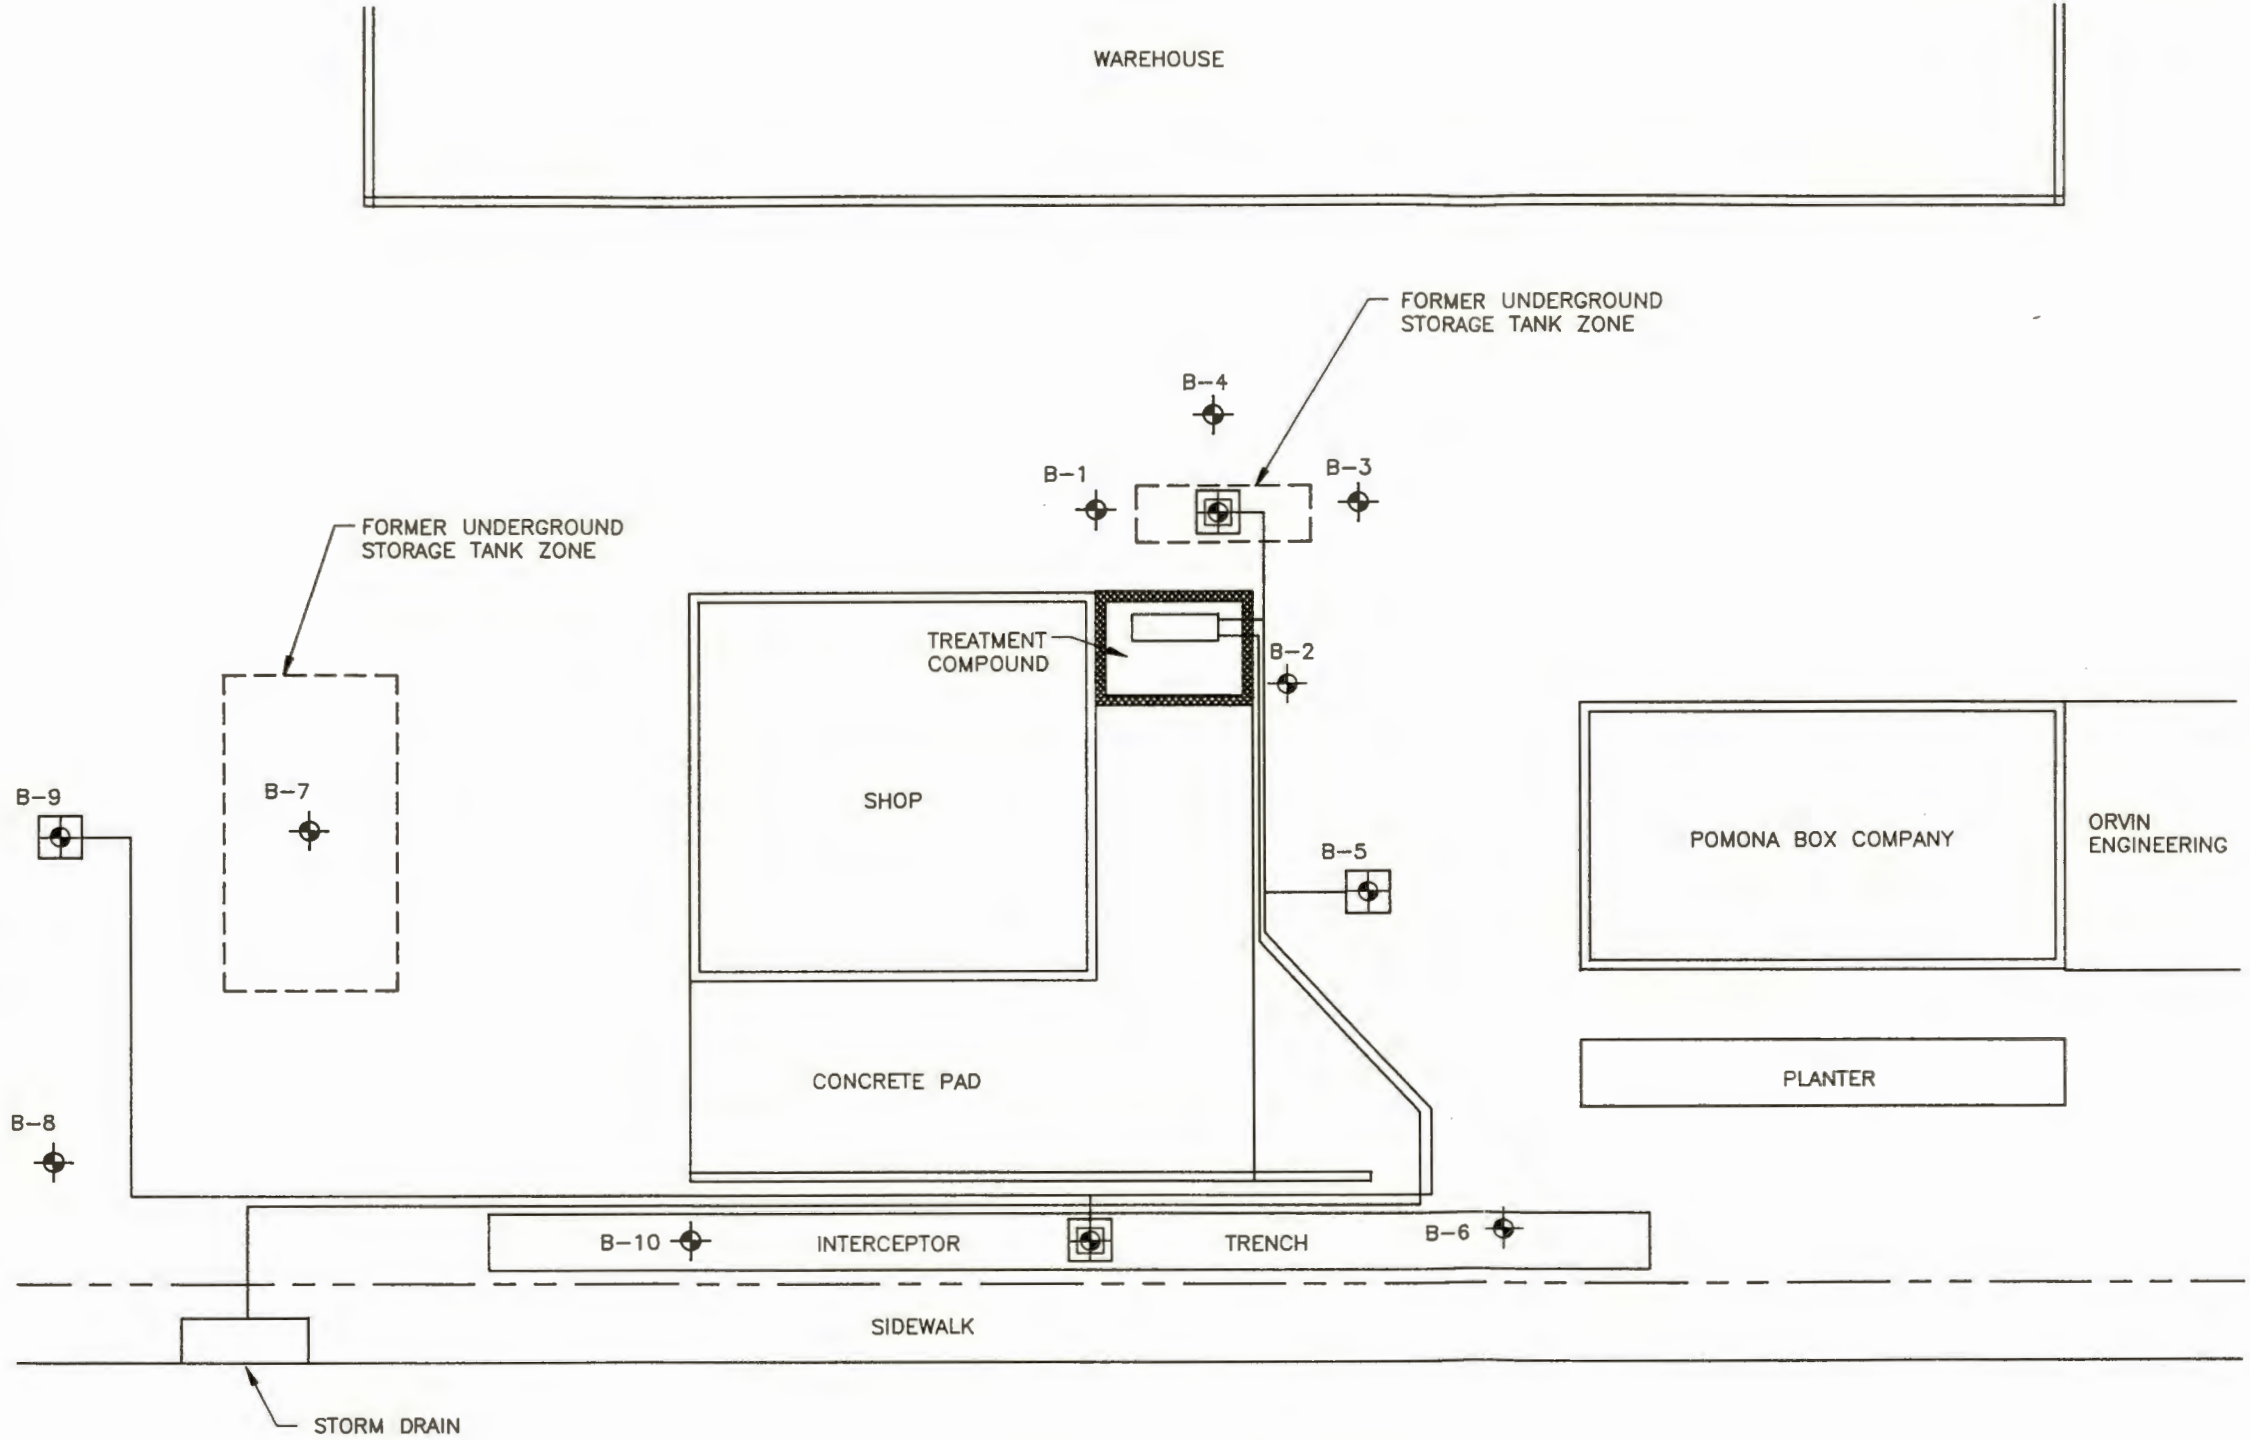 WAREHOUSE
FORMER UNDERGROUND
STORAGE TANK ZONE
B-4
B-1
B-3
FORMER UNDERGROUND
STORAGE TANK ZONE
TREATMENT
COMPOUND
B-2
B-9
B-7
SHOP
B-5
POMONA BOX COMPANY
ORVIN
ENGINEERING
CONCRETE PAD
PLANTER
B-8
B-10
INTERCEPTOR
TRENCH
B-6
SIDEWALK
STORM DRAIN